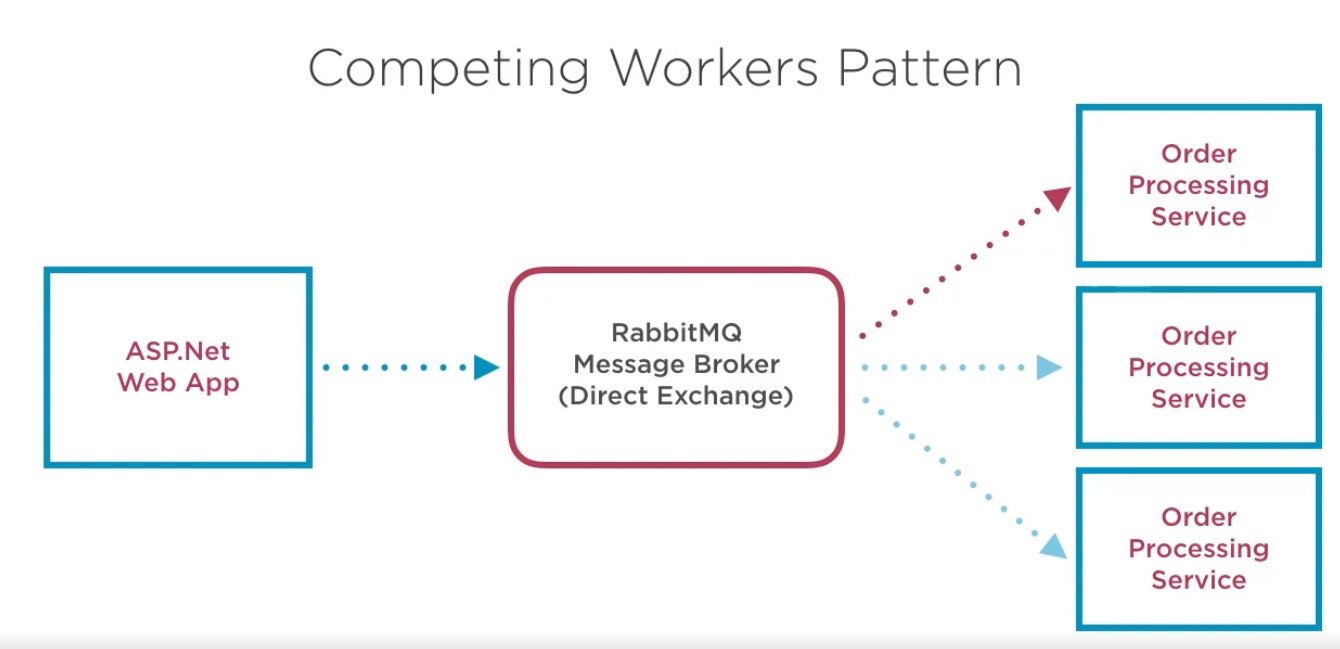 Competing Workers Pattern
ASP.Net
Web App
RabbitMQ
Message Broker
(Direct Exchange)
Order
Processing
Service
Order
Processing
Service
Order
Processing
Service